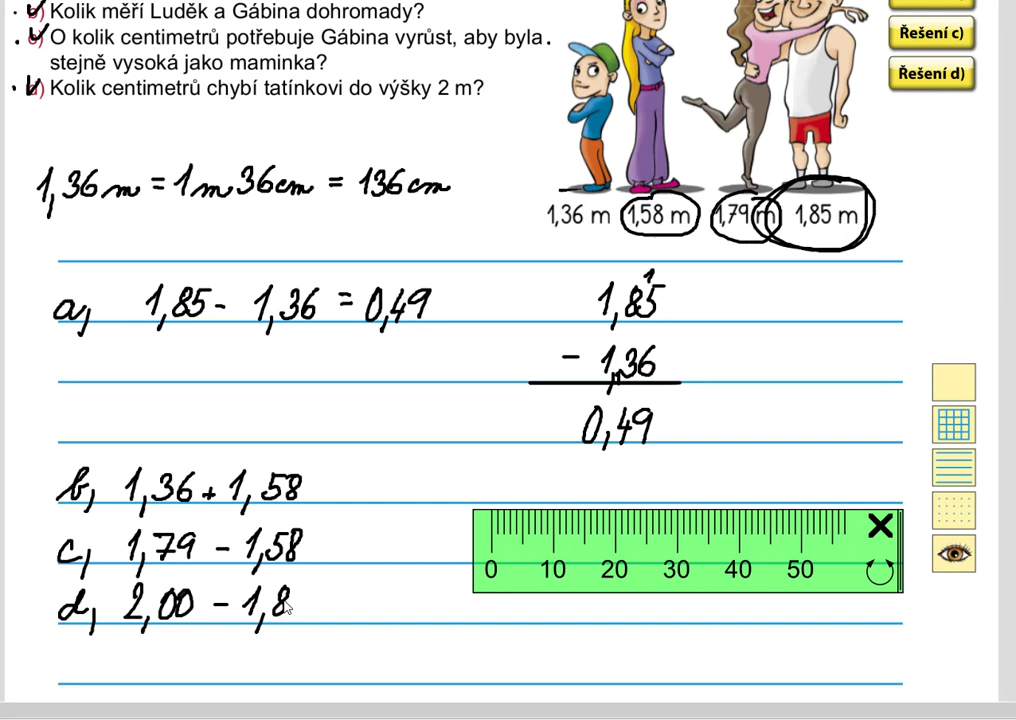 b) Kolik měří Luděk a Gábina dohromady?
c) O kolik centimetrů potřebuje Gábina vyrůst, aby byla
stejně vysoká jako maminka?
d) Kolik centimetrů chybí tatínkovi do výšky 2 m?
Řešení c)
Řešení d)
1,36 m = 1 m 36 cm = 136 cm
1,36 m 1,58 m 1,79 m 1,85 m
a, 1,85 - 1,36 = 0,49
1,85
- 1,36
0,49
b, 1,36 + 1,58
c, 1,79 - 1,58
d, 2,00 - 1,8
0 10 20 30 40 50